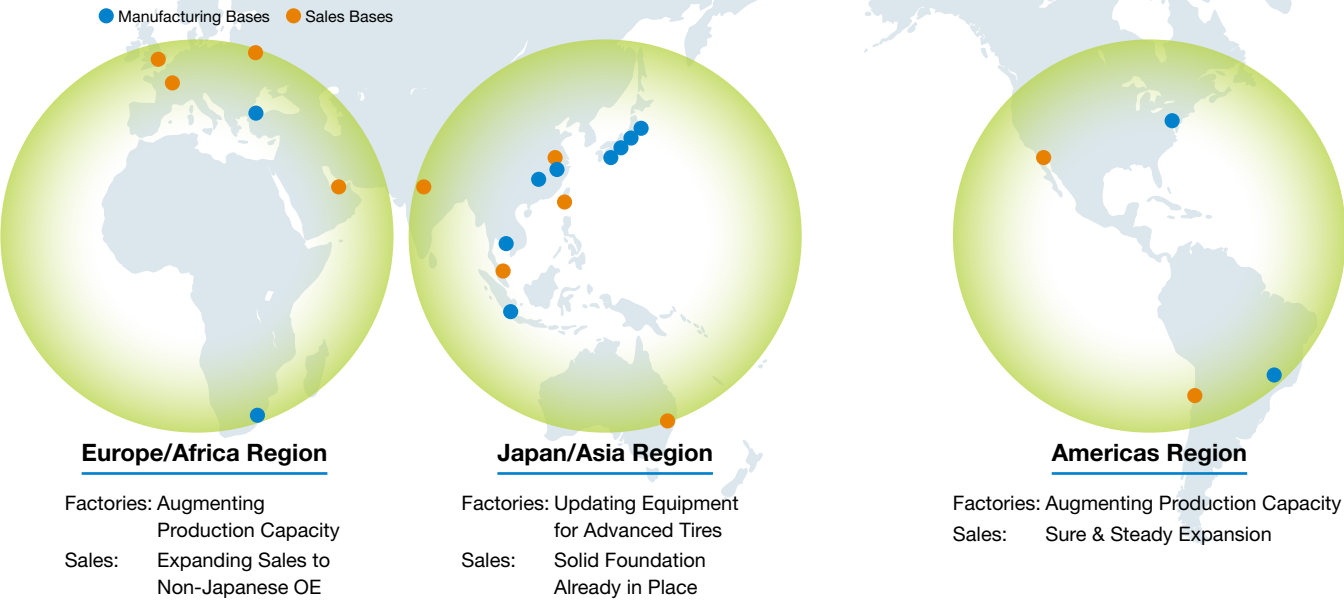 Manufacturing Bases Sales Bases
Europe/Africa Region
Factories: Augmenting
Production Capacity
Sales: Expanding Sales to
Non-Japanese OE
Japan/Asia Region
Factories: Updating Equipment
for Advanced Tires
Sales: Solid Foundation
Already in Place
Americas Region
Factories: Augmenting Production Capacity
Sales: Sure & Steady Expansion